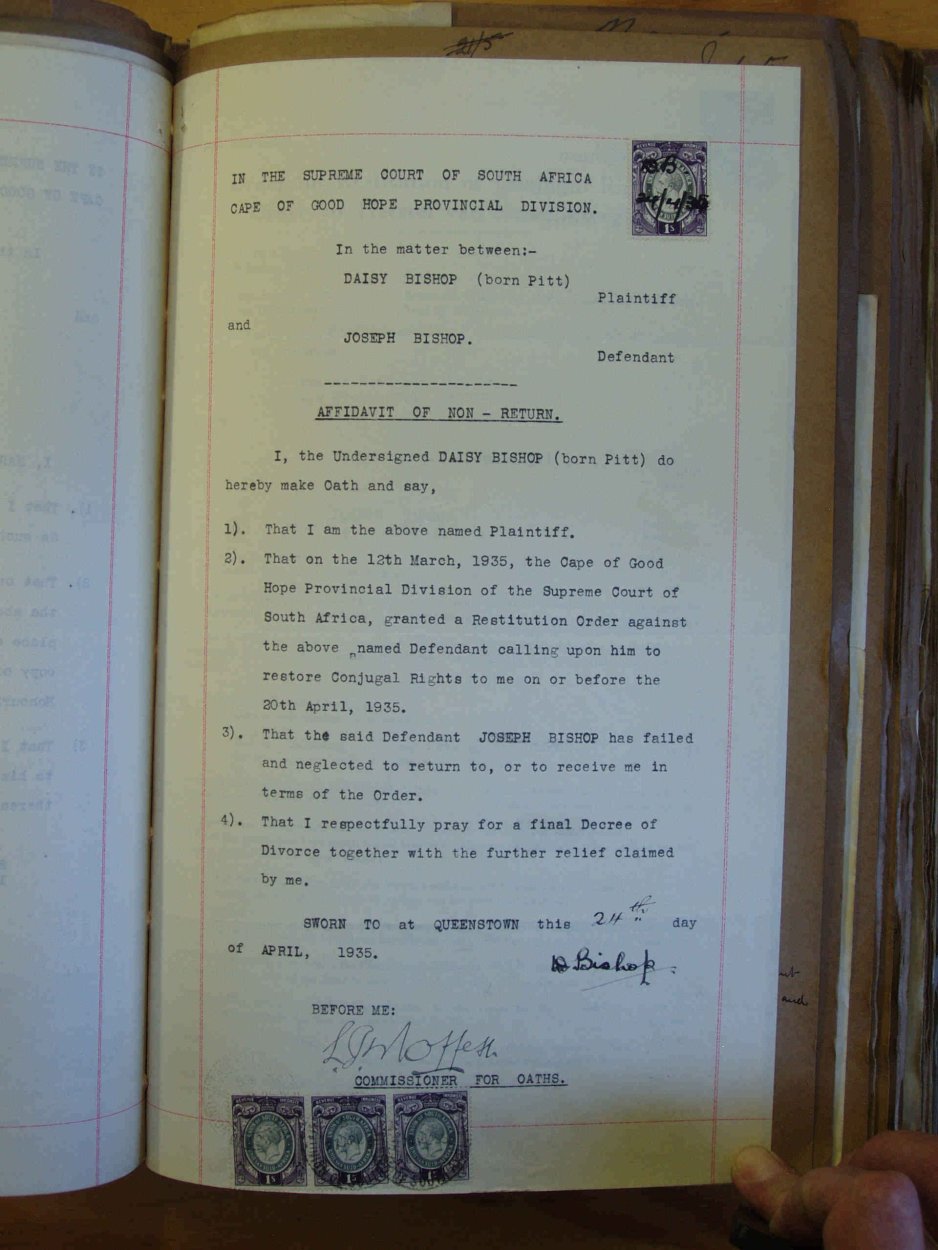 IN THE SUPREME COURT OF SOUTH AFRICA
CAPE OF GOOD HOPE PROVINCIAL DIVISION.
In the matter between:-
DAISY BISHOP (born Pitt)
Plaintiff
and
JOSEPH BISHOP.
Defendant
----------------------
AFFIDAVIT OF NON - RETURN.
I, the Undersigned DAISY BISHOP (born Pitt) do
hereby make Oath and say,
1). That I am the above named Plaintiff.
2). That on the 12th March, 1935, the Cape of Good
Hope Provincial Division of the Supreme Court of
South Africa, granted a Restitution Order against
the above named Defendant calling upon him to
restore Conjugal Rights to me on or before the
20th April, 1935.
3). That the said Defendant JOSEPH BISHOP has failed
and neglected to return to, or to receive me in
terms of the Order.
4). That I respectfully pray for a final Decree of
Divorce together with the further relief claimed
by me.
SWORN TO at QUEENSTOWN this 24th day
of APRIL, 1935.
D Bishop.
BEFORE ME:
COMMISSIONER FOR OATHS.
1s 1s